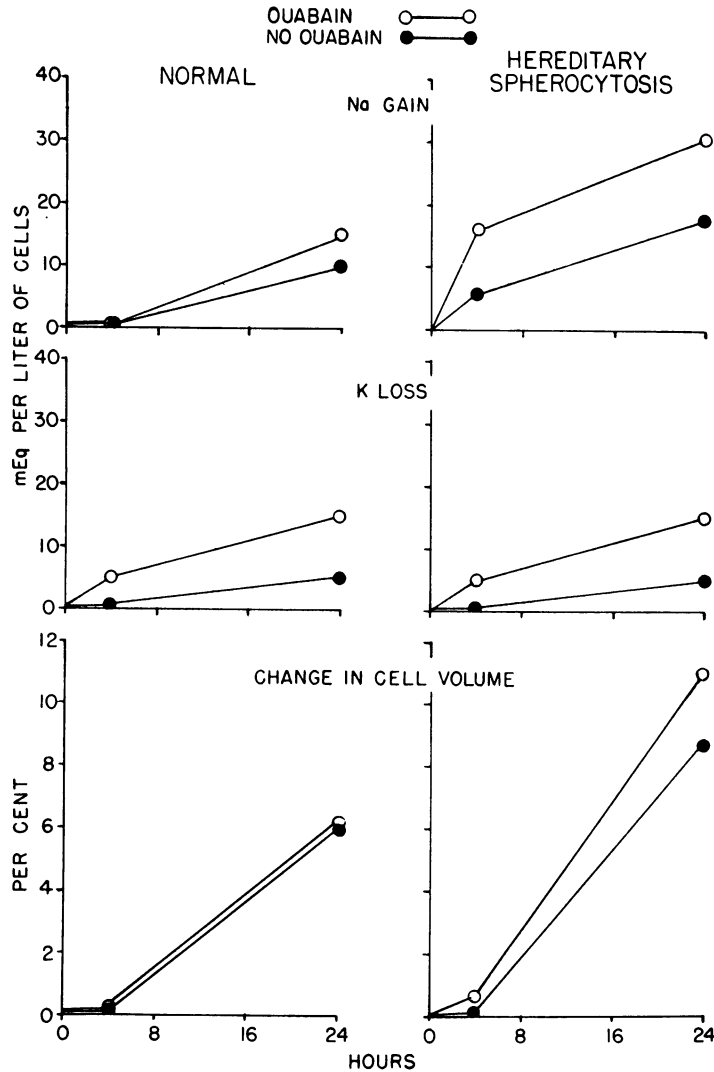 OUABAIN
NO OUABAIN
NORMAL
HEREDITARY
SPHEROCYTOSIS
Na GAIN
40
30
20
10
0
K LOSS
40
30
20
10
0
mEq PER LITER OF CELLS
CHANGE IN CELL VOLUME
12
10
8
6
4
2
0
PER CENT
0 8 16 24
0 8 16 24
HOURS